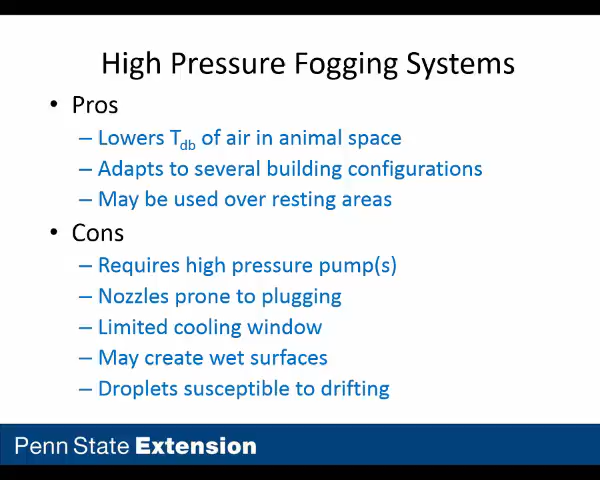 High Pressure Fogging Systems
• Pros
– Lowers Tdb of air in animal space
– Adapts to several building configurations
– May be used over resting areas
• Cons
– Requires high pressure pump(s)
– Nozzles prone to plugging
– Limited cooling window
– May create wet surfaces
– Droplets susceptible to drifting
Penn State Extension